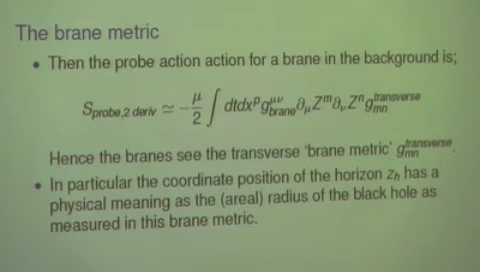 The brane metric
• Then the probe action action for a brane in the background is;
S_{probe,2 deriv} ≃ −\frac{μ}{2} ∫ dtdx^p g^{μν}_{brane} ∂_μ Z^m ∂_ν Z^n g^{transverse}_{mn}
Hence the branes see the transverse ‘brane metric’ g^{transverse}_{mn}.
• In particular the coordinate position of the horizon z_h has a
physical meaning as the (areal) radius of the black hole as
measured in this brane metric.